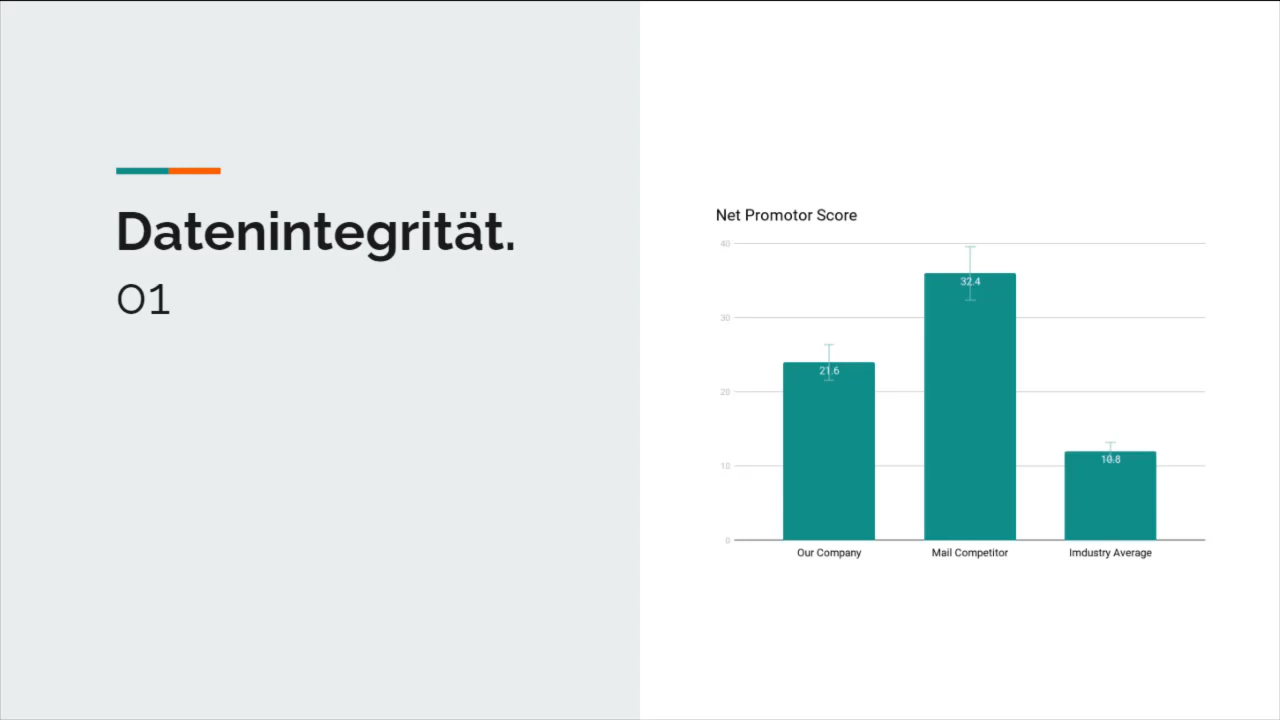 Datenintegrität.
01
Net Promotor Score
40
30
20
10
0
32.4
21.6
10.8
Our Company
Mail Competitor
Imdustry Average